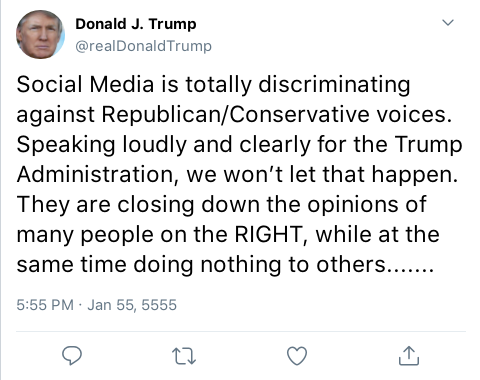 Donald J. Trump
@realDonaldTrump
Social Media is totally discriminating
against Republican/Conservative voices.
Speaking loudly and clearly for the Trump
Administration, we won’t let that happen.
They are closing down the opinions of
many people on the RIGHT, while at the
same time doing nothing to others.......
5:55 PM · Jan 55, 5555